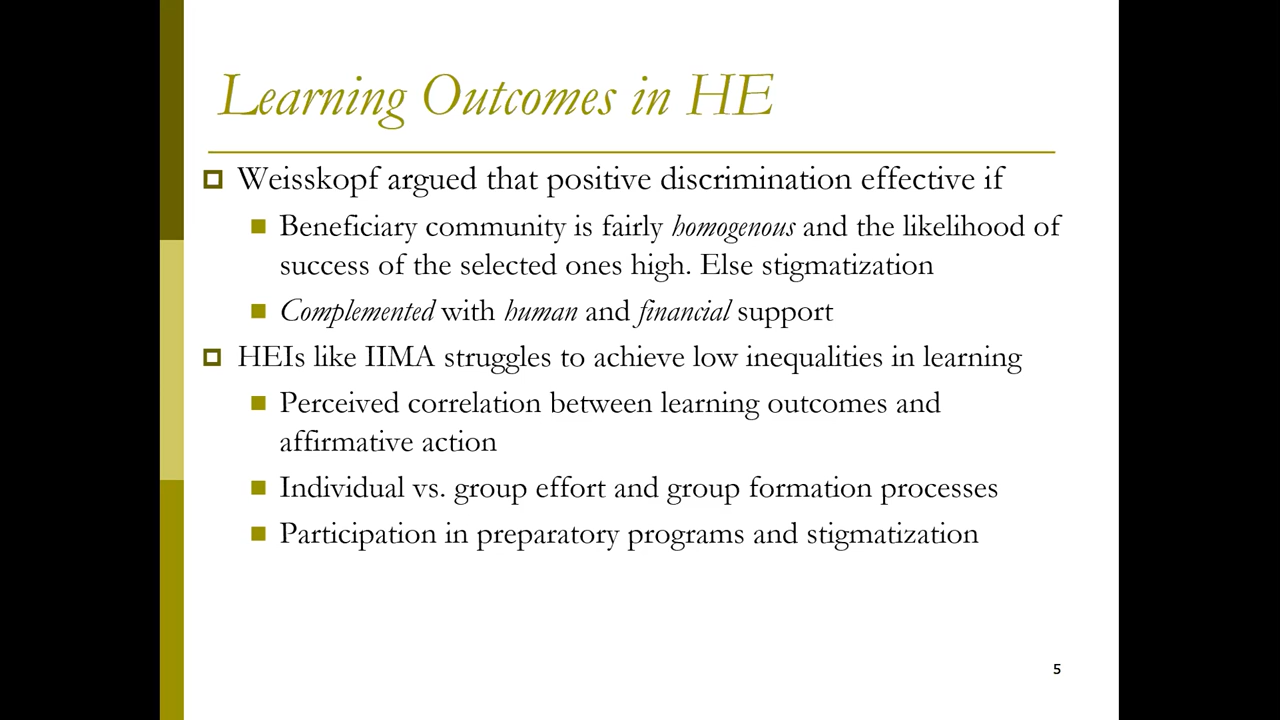 Learning Outcomes in HE
Weisskopf argued that positive discrimination effective if
Beneficiary community is fairly homogenous and the likelihood of
success of the selected ones high. Else stigmatization
Complemented with human and financial support
HEIs like IIMA struggles to achieve low inequalities in learning
Perceived correlation between learning outcomes and
affirmative action
Individual vs. group effort and group formation processes
Participation in preparatory programs and stigmatization
5